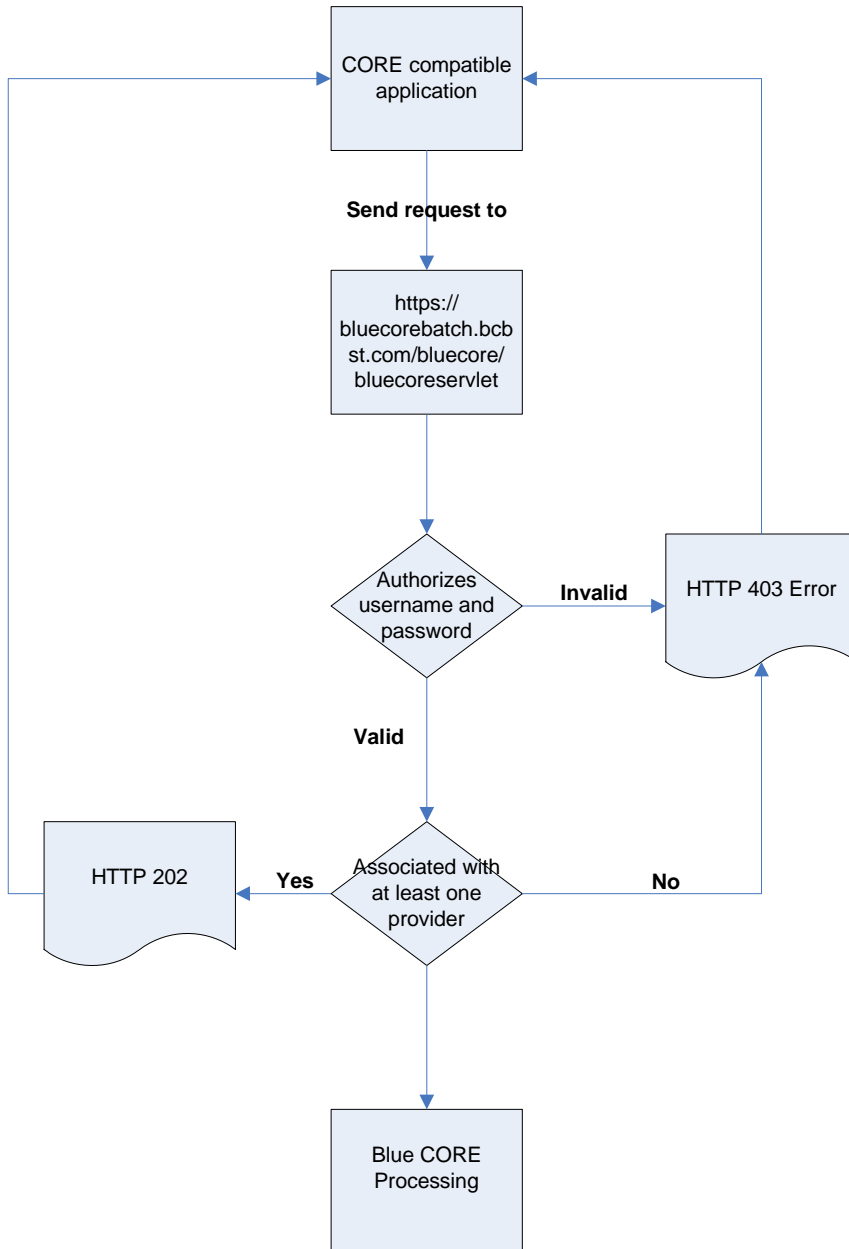 CORE compatible
application
Send request to
https://
bluecorebatch.bcb
st.com/bluecore/
bluecoreservlet
Authorizes
username and
password
Invalid
HTTP 403 Error
Valid
HTTP 202
Yes
Associated with
at least one
provider
No
Blue CORE
Processing